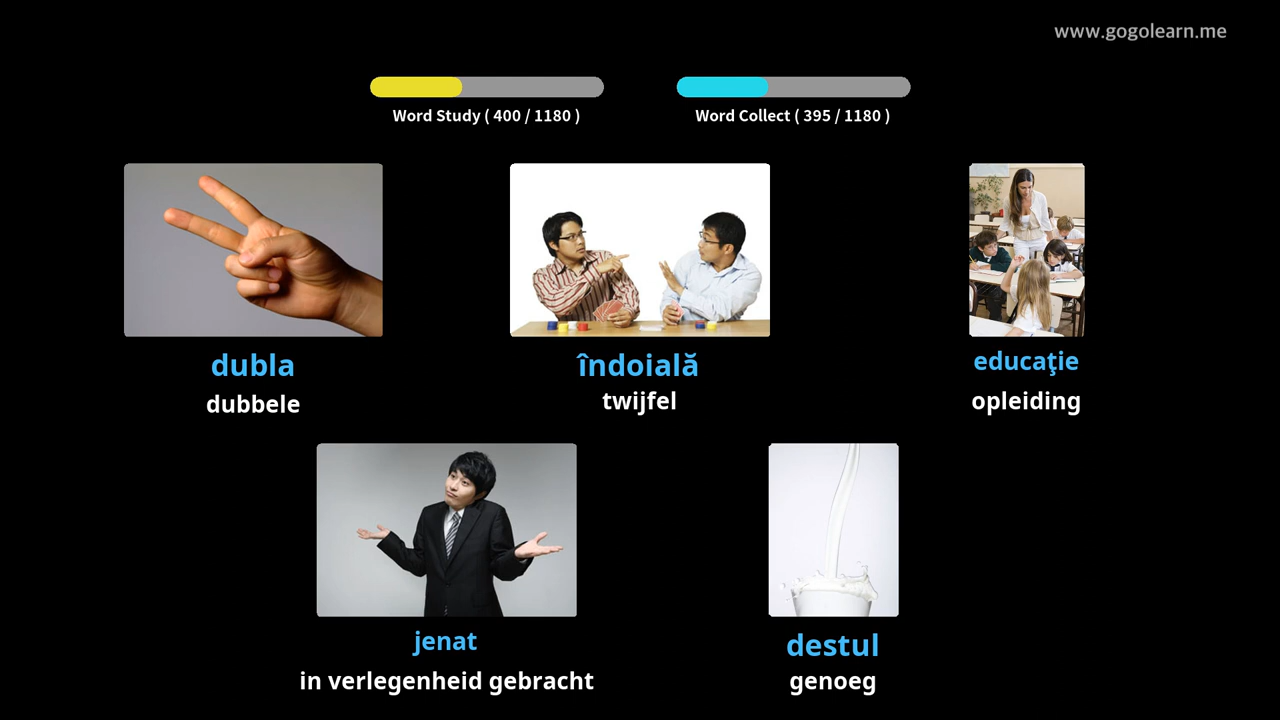 www.gogolearn.me
Word Study ( 400 / 1180 )
Word Collect ( 395 / 1180 )
dubla
dubbele
îndoială
twijfel
educaţie
opleiding
jenat
in verlegenheid gebracht
destul
genoeg